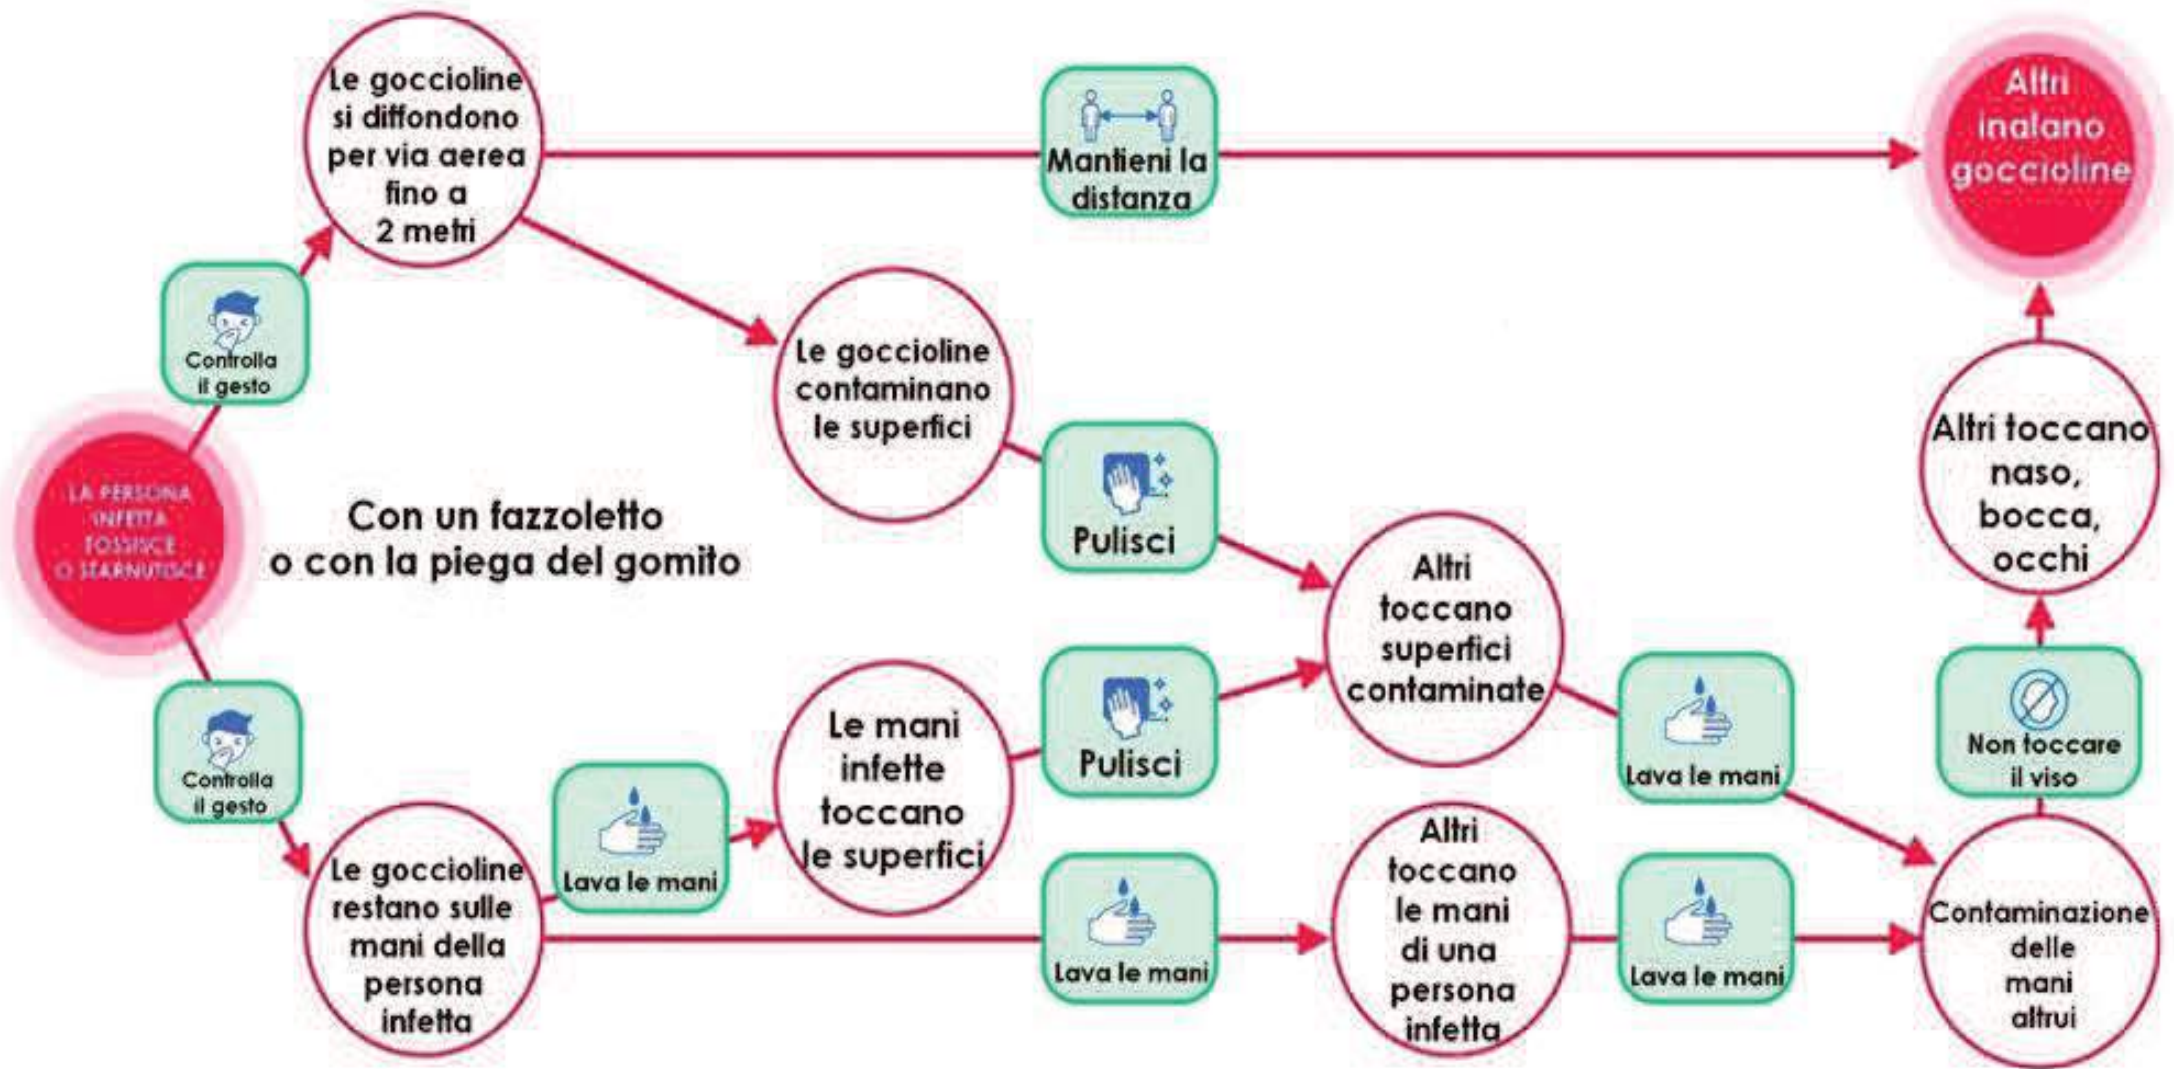 Le goccioline
si diffondono
per via aerea
fino a
2 metri
Mantieni la
distanza
Altri
inalano
goccioline
Controlla
il gesto
Le goccioline
contaminano
le superfici
LA PERSONA
INFETTA
TOSSISCE
O STARNUTISCE
Con un fazzoletto
o con la piega del gomito
Pulisci
Altri toccano
naso,
bocca,
occhi
Altri
toccano
superfici
contaminate
Controlla
il gesto
Le mani
infette
toccano
le superfici
Pulisci
Lava le mani
Non toccare
il viso
Lava le mani
Le goccioline
restano sulle
mani della
persona
infetta
Lava le mani
Altri
toccano
le mani
di una
persona
infetta
Lava le mani
Contaminazione
delle
mani
altrui